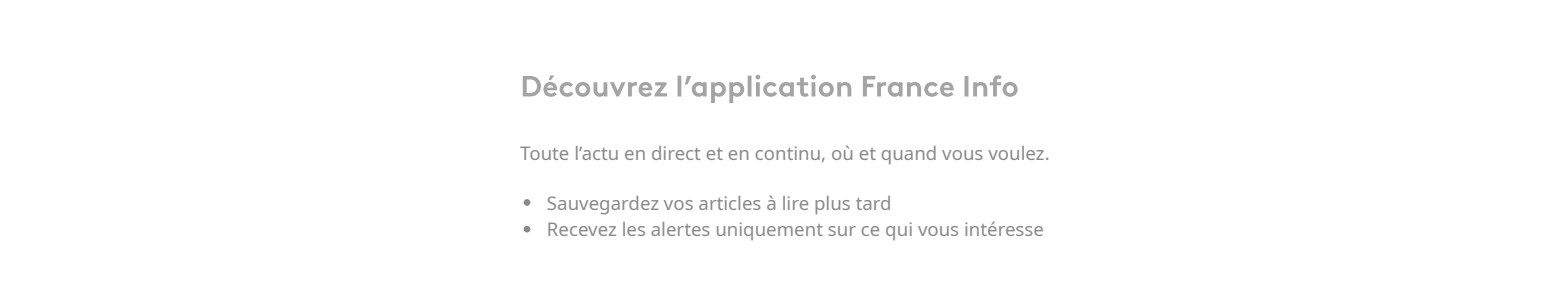 Découvrez l’application France Info
Toute l’actu en direct et en continu, où et quand vous voulez.
• Sauvegardez vos articles à lire plus tard
• Recevez les alertes uniquement sur ce qui vous intéresse